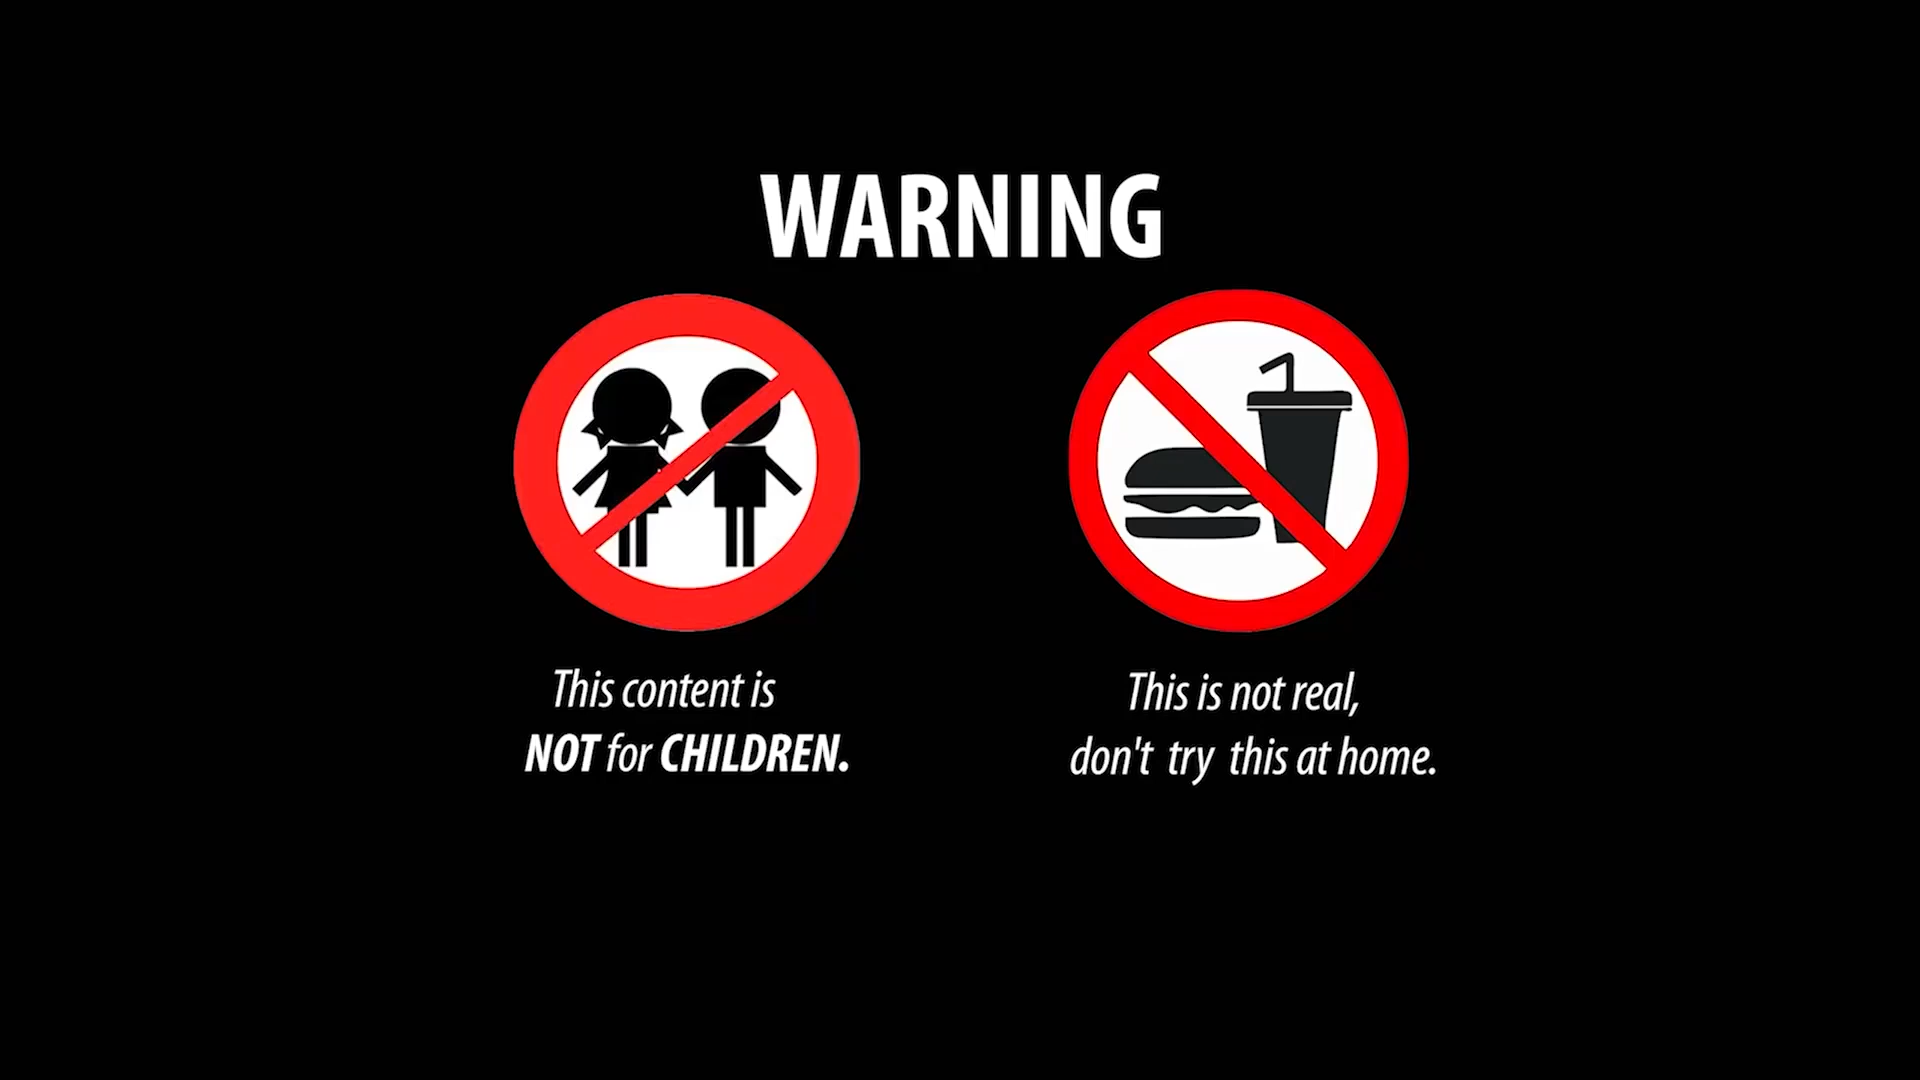 WARNING
This content is
NOT for CHILDREN.
This is not real,
don't try this at home.